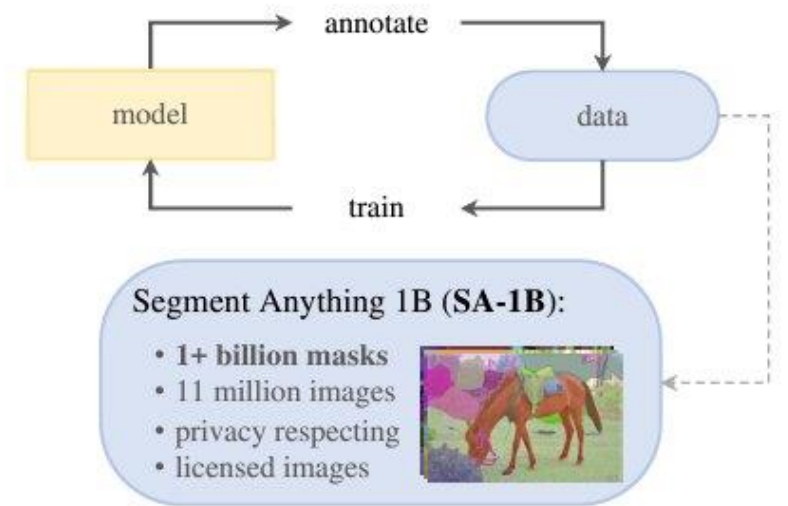 annotate
model
data
train
Segment Anything 1B (SA-1B):
• 1+ billion masks
• 11 million images
• privacy respecting
• licensed images